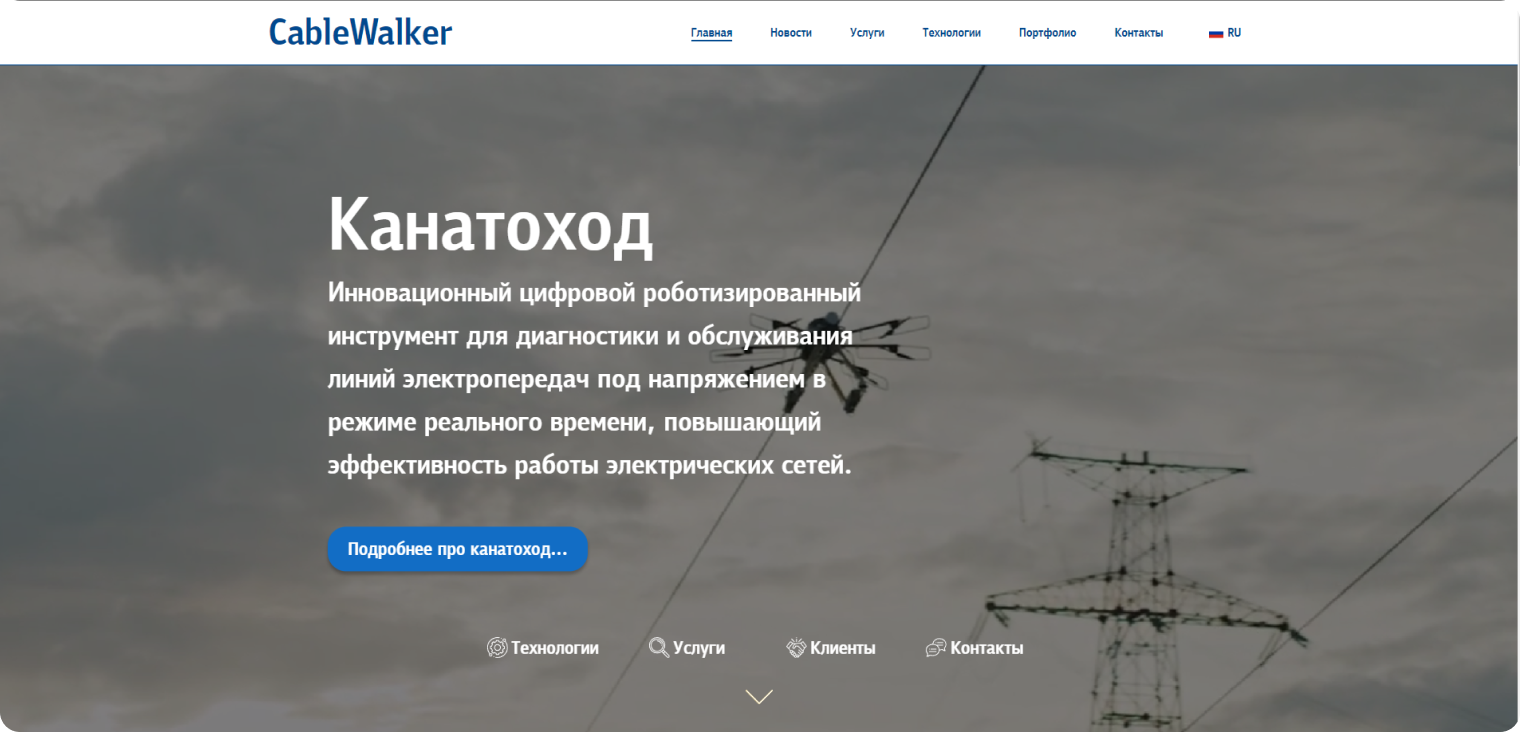 CableWalker
Главная Новости Услуги Технологии Портфолио Контакты RU
Канатоход
Инновационный цифровой роботизированный
инструмент для диагностики и обслуживания
линий электропередач под напряжением в
режиме реального времени, повышающий
эффективность работы электрических сетей.
Подробнее про канатоход...
Технологии Услуги Клиенты Контакты